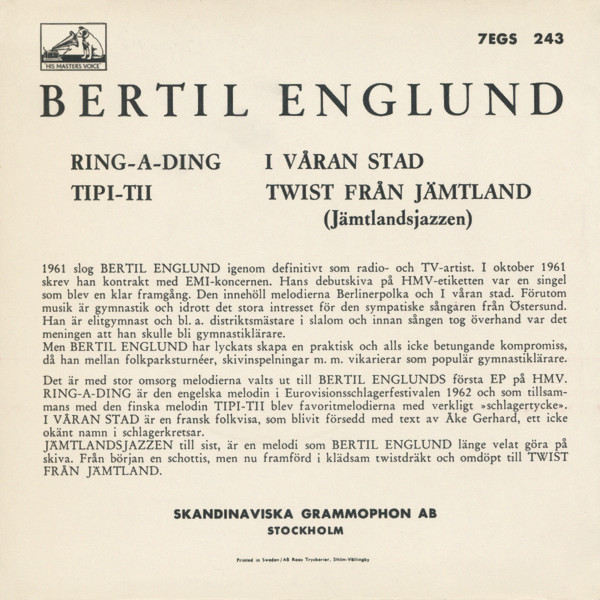 7EGS 243
"HIS MASTERS VOICE"
BERTIL ENGLUND
RING-A-DING I VÅRAN STAD
TIPI-TII TWIST FRÅN JÄMTLAND
(Jämtlandsjazzen)
1961 slog BERTIL ENGLUND igenom definitivt som radio- och TV-artist. I oktober 1961
skrev han kontrakt med EMI-koncernen. Hans debutskiva på HMV-etiketten var en singel
som blev en klar framgång. Den innehöll melodierna Berlinerpolka och I våran stad. Förutom
musik är gymnastik och idrott det stora intresset för den sympatiske sångaren från Östersund.
Han är elitgymnast och bl. a. distriktsmästare i slalom och innan sången tog överhand var det
meningen att han skulle bli gymnastiklärare.
Men BERTIL ENGLUND har lyckats skapa en praktisk och alls icke betungande kompromiss,
då han mellan folkparksturnéer, skivinspelningar m. m. vikarierar som populär gymnastiklärare.
Det är med stor omsorg melodierna valts ut till BERTIL ENGLUNDS första EP på HMV.
RING-A-DING är den engelska melodin i Eurovisionsschlagerfestivalen 1962 och som tillsam-
mans med den finska melodin TIPI-TII blev favoritmelodierna med verkligt »schlagertycke».
I VÅRAN STAD är en fransk folkvisa, som blivit försedd med text av Åke Gerhard, ett icke
okänt namn i schlagerkretsar.
JÄMTLANDSJAZZEN till sist, är en melodi som BERTIL ENGLUND länge velat göra på
skiva. Från början en schottis, men nu framförd i klädsam twistdräkt och omdöpt till TWIST
FRÅN JÄMTLAND.
SKANDINAVISKA GRAMMOPHON AB
STOCKHOLM
Printed in Sweden/AB Roos Tryckerier, Sthlm-Vällingby